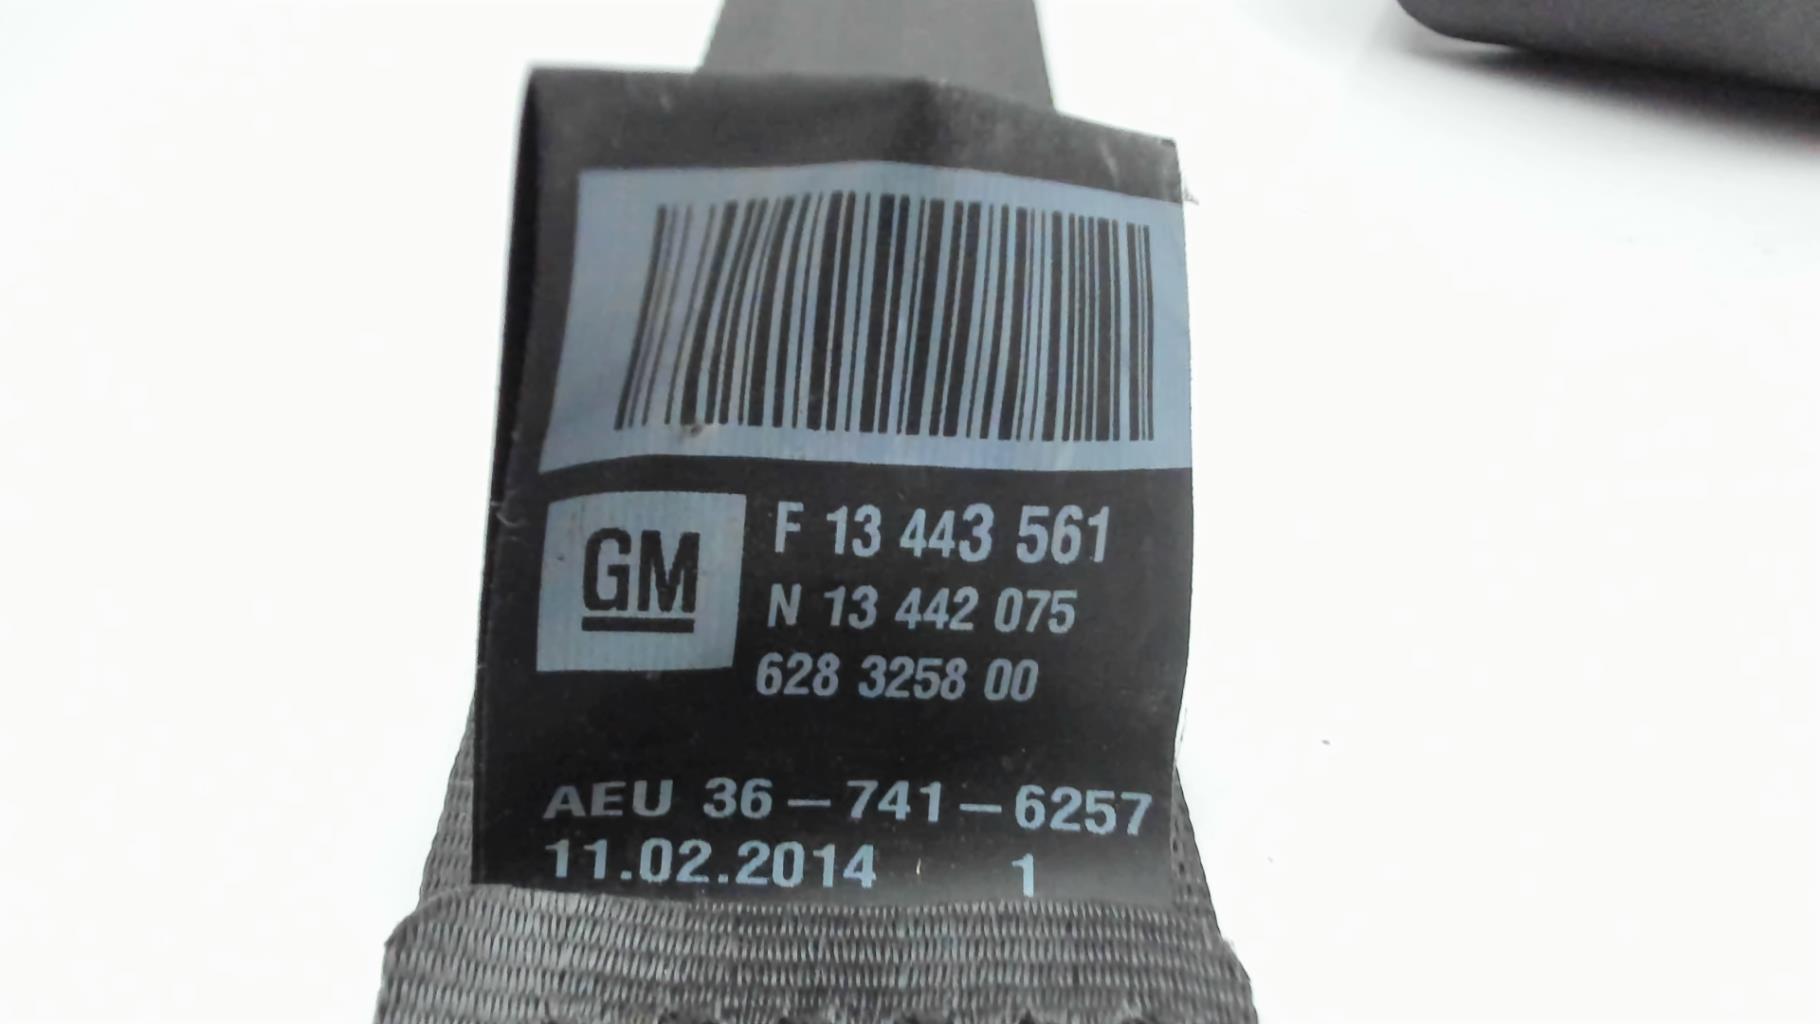 GM
F 13 443 561
N 13 442 075
628 3258 00
AEU 36-741-6257
11.02.2014 1